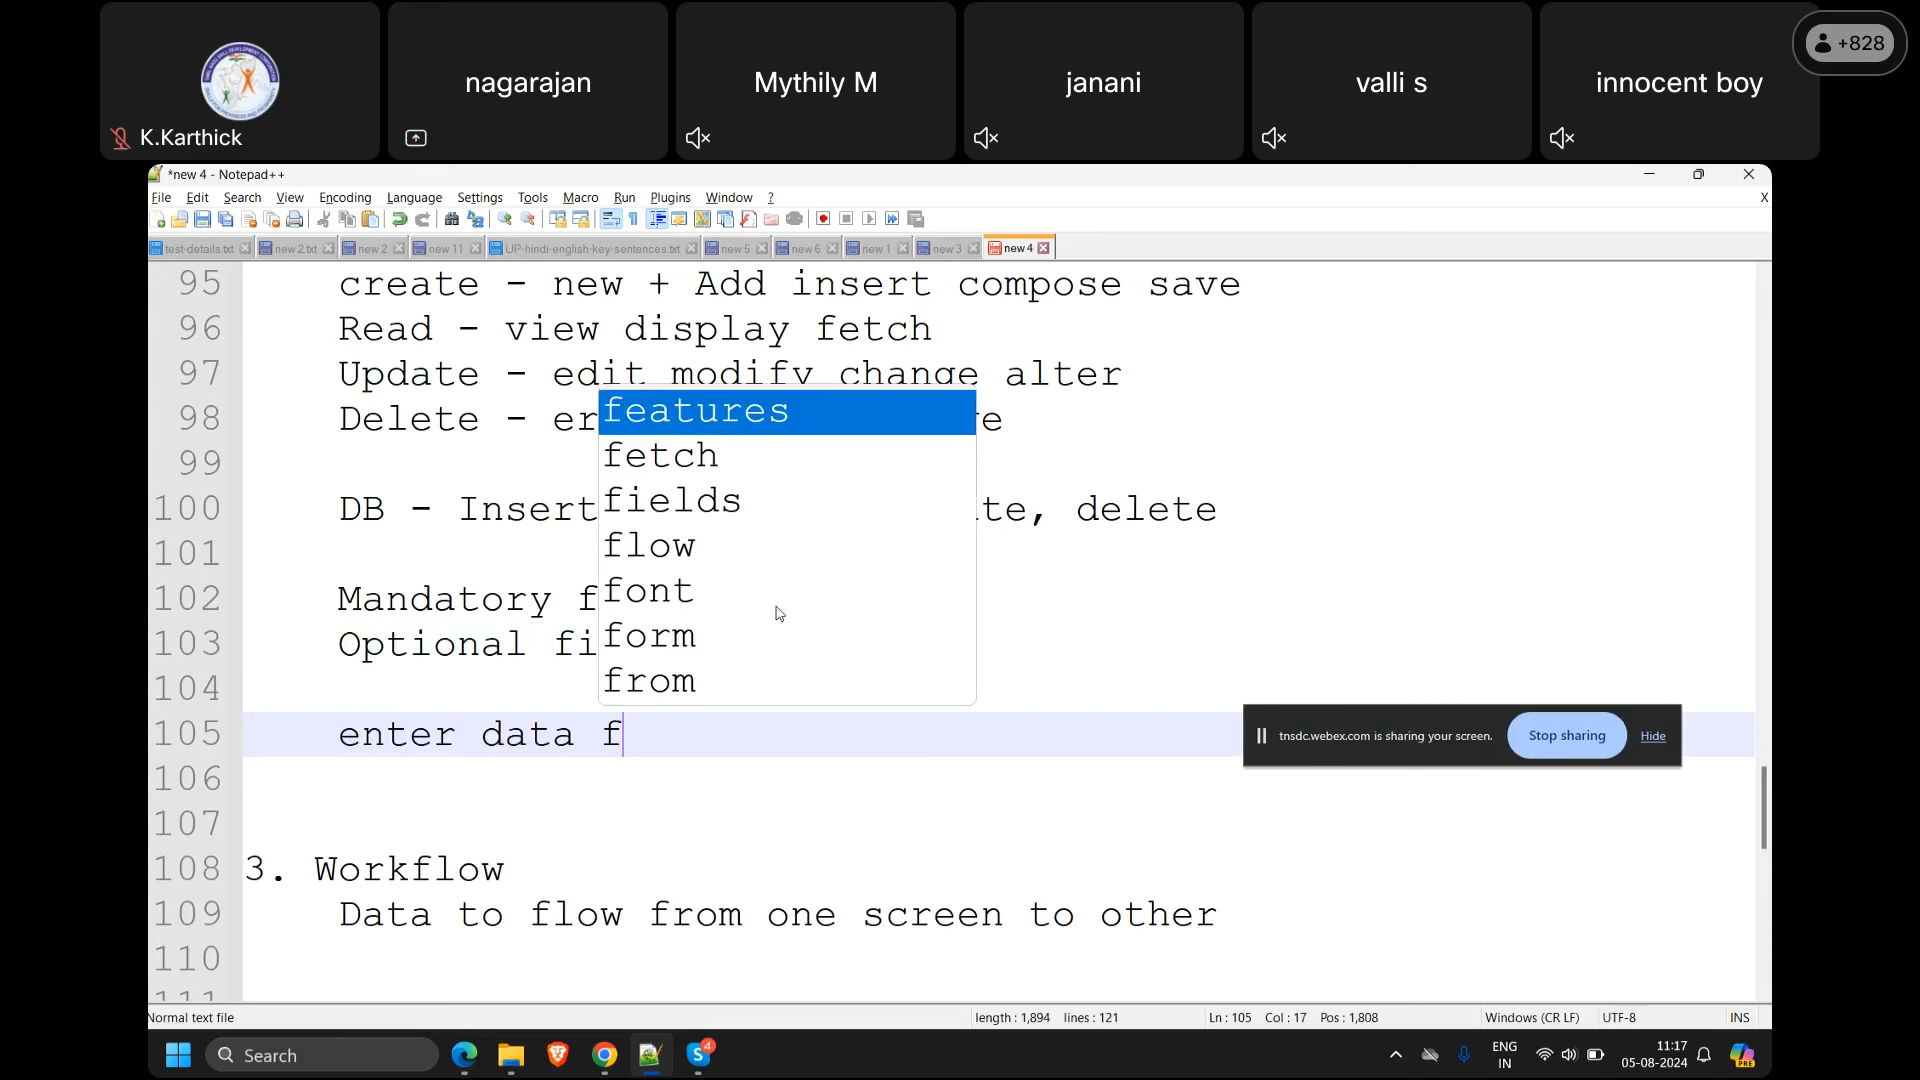 +828
nagarajan
Mythily M
janani
valli s
innocent boy
K.Karthick
*new 4 - Notepad++
File Edit Search View Encoding Language Settings Tools Macro Run Plugins Window ?
X
test-details.txt new 2.txt new 2 new 11 UP-hindi-english-key-sentences.txt new 5 new 6 new 1 new 3 new 4
95 create - new + Add insert compose save
96 Read - view display fetch
97 Update - edit modify change alter
98 Delete - er
features
fetch
fields
flow
font
form
from
99
100 DB - Insert te, delete
101
102 Mandatory f
103 Optional fi
104
105 enter data f
tnsdc.webex.com is sharing your screen. Stop sharing Hide
106
107
108 3. Workflow
109 Data to flow from one screen to other
110
111
Normal text file length : 1,894 lines : 121 Ln : 105 Col : 17 Pos : 1,808 Windows (CR LF) UTF-8 INS
Search
4
ENG
IN
11:17
05-08-2024
PRE